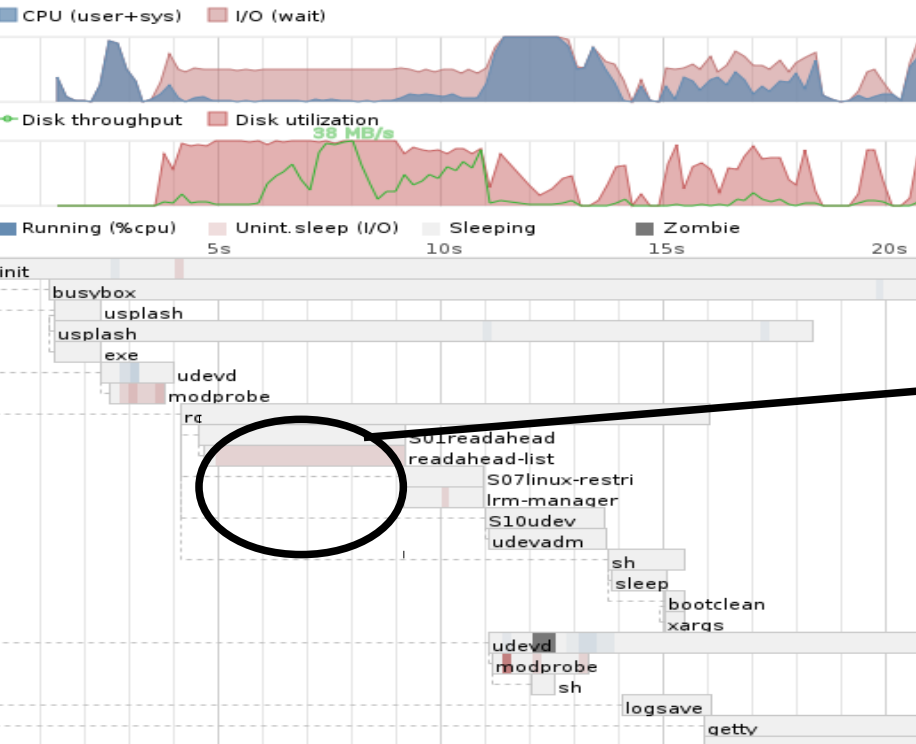 CPU (user+sys) I/O (wait)
Disk throughput Disk utilization
38 MB/s
Running (%cpu) Unint.sleep (I/O) Sleeping Zombie
5s 10s 15s 20s
init
busybox
usplash
usplash
exe
udevd
modprobe
rc
S01readahead
readahead-list
S07linux-restri
lrm-manager
S10udev
udevadm
sh
sleep
bootclean
xargs
udevd
modprobe
sh
logsave
getty